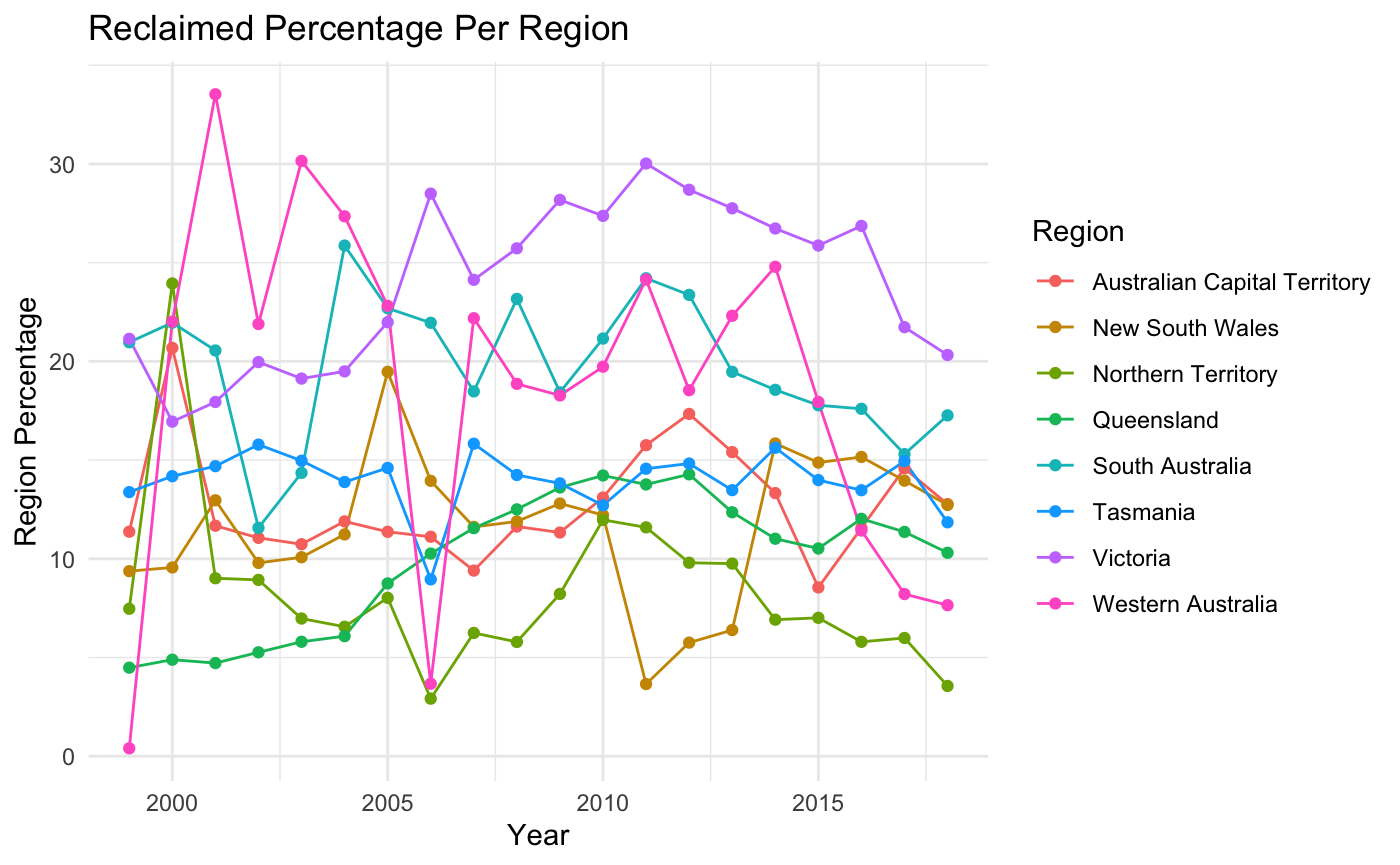 Reclaimed Percentage Per Region
Region Percentage
30
20
10
0
2000
2005
2010
2015
Year
Region
Australian Capital Territory
New South Wales
Northern Territory
Queensland
South Australia
Tasmania
Victoria
Western Australia